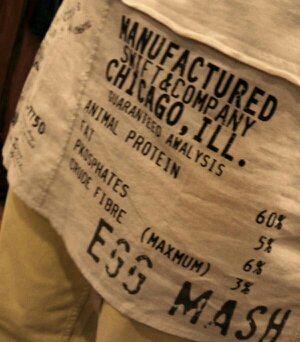 MANUFACTURED
SWIFT & COMPANY
CHICAGO, ILL.
GUARANTEED ANALYSIS
ANIMAL PROTEIN 60%
FAT 5%
PHOSPHATES 6%
CRUDE FIBRE (MAXMUM) 3%
EGG MASH